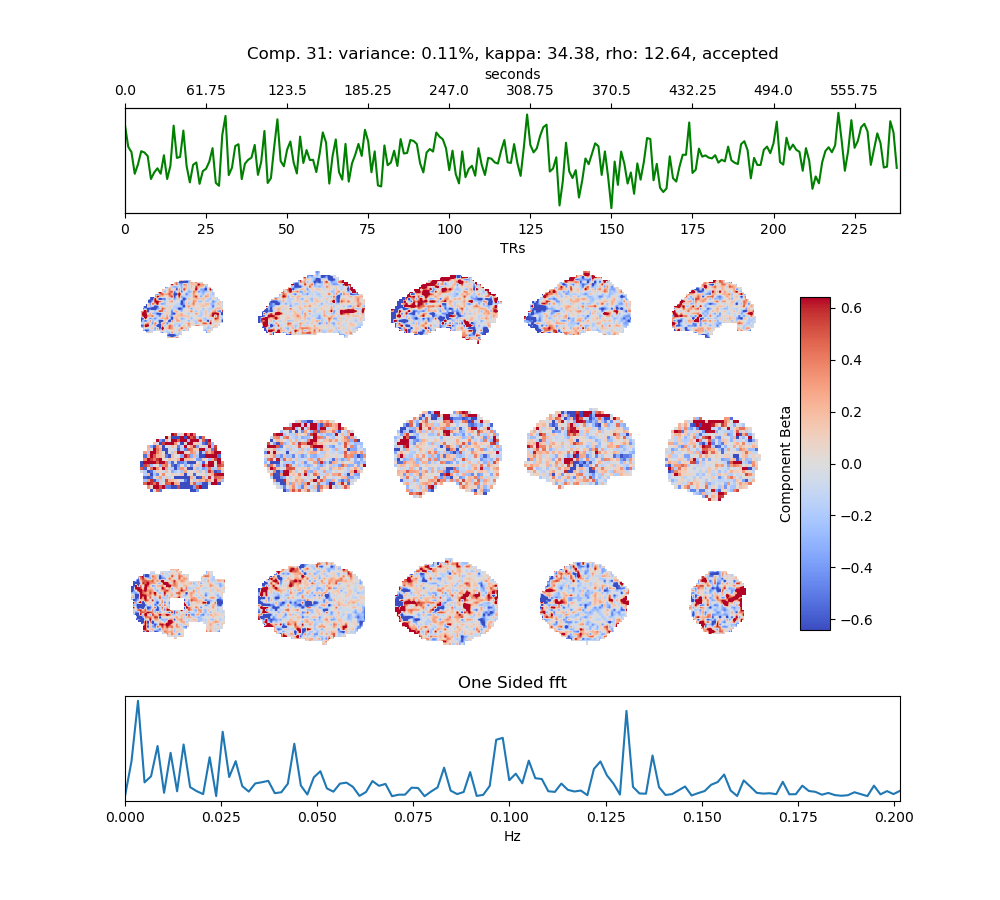 Comp. 31: variance: 0.11%, kappa: 34.38, rho: 12.64, accepted
seconds
0.0 61.75 123.5 185.25 247.0 308.75 370.5 432.25 494.0 555.75
0 25 50 75 100 125 150 175 200 225
TRs
0.6
0.4
0.2
0.0
−0.2
−0.4
−0.6
Component Beta
One Sided fft
0.000 0.025 0.050 0.075 0.100 0.125 0.150 0.175 0.200
Hz